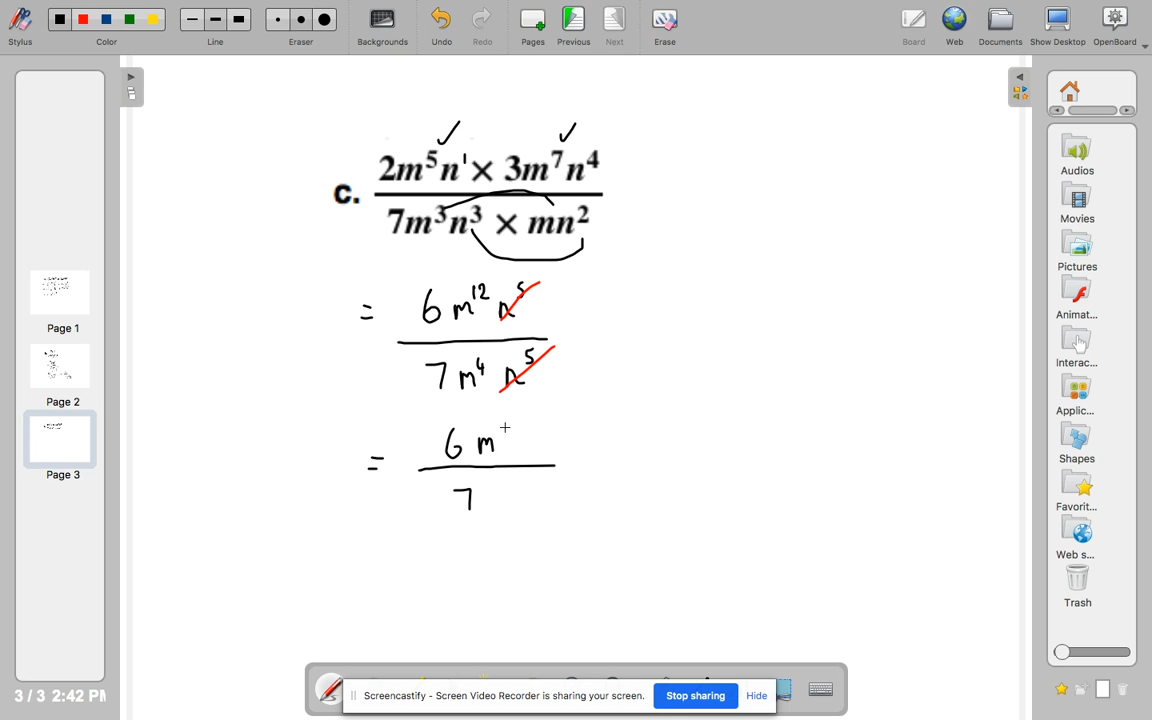 Stylus Color Line Eraser Backgrounds Undo Redo Pages Previous Next Erase Board Web Documents Show Desktop OpenBoard
C. 2m⁵n¹ × 3m⁷n⁴
7m³n³ × mn²
= 6m¹²n⁵
7m⁴n⁵
= 6m
7
Page 1
Page 2
Page 3
3 / 3 2:42 PM
Audios
Movies
Pictures
Animat...
Interac...
Applic...
Shapes
Favorit...
Web s...
Trash
Screencastify - Screen Video Recorder is sharing your screen. Stop sharing Hide